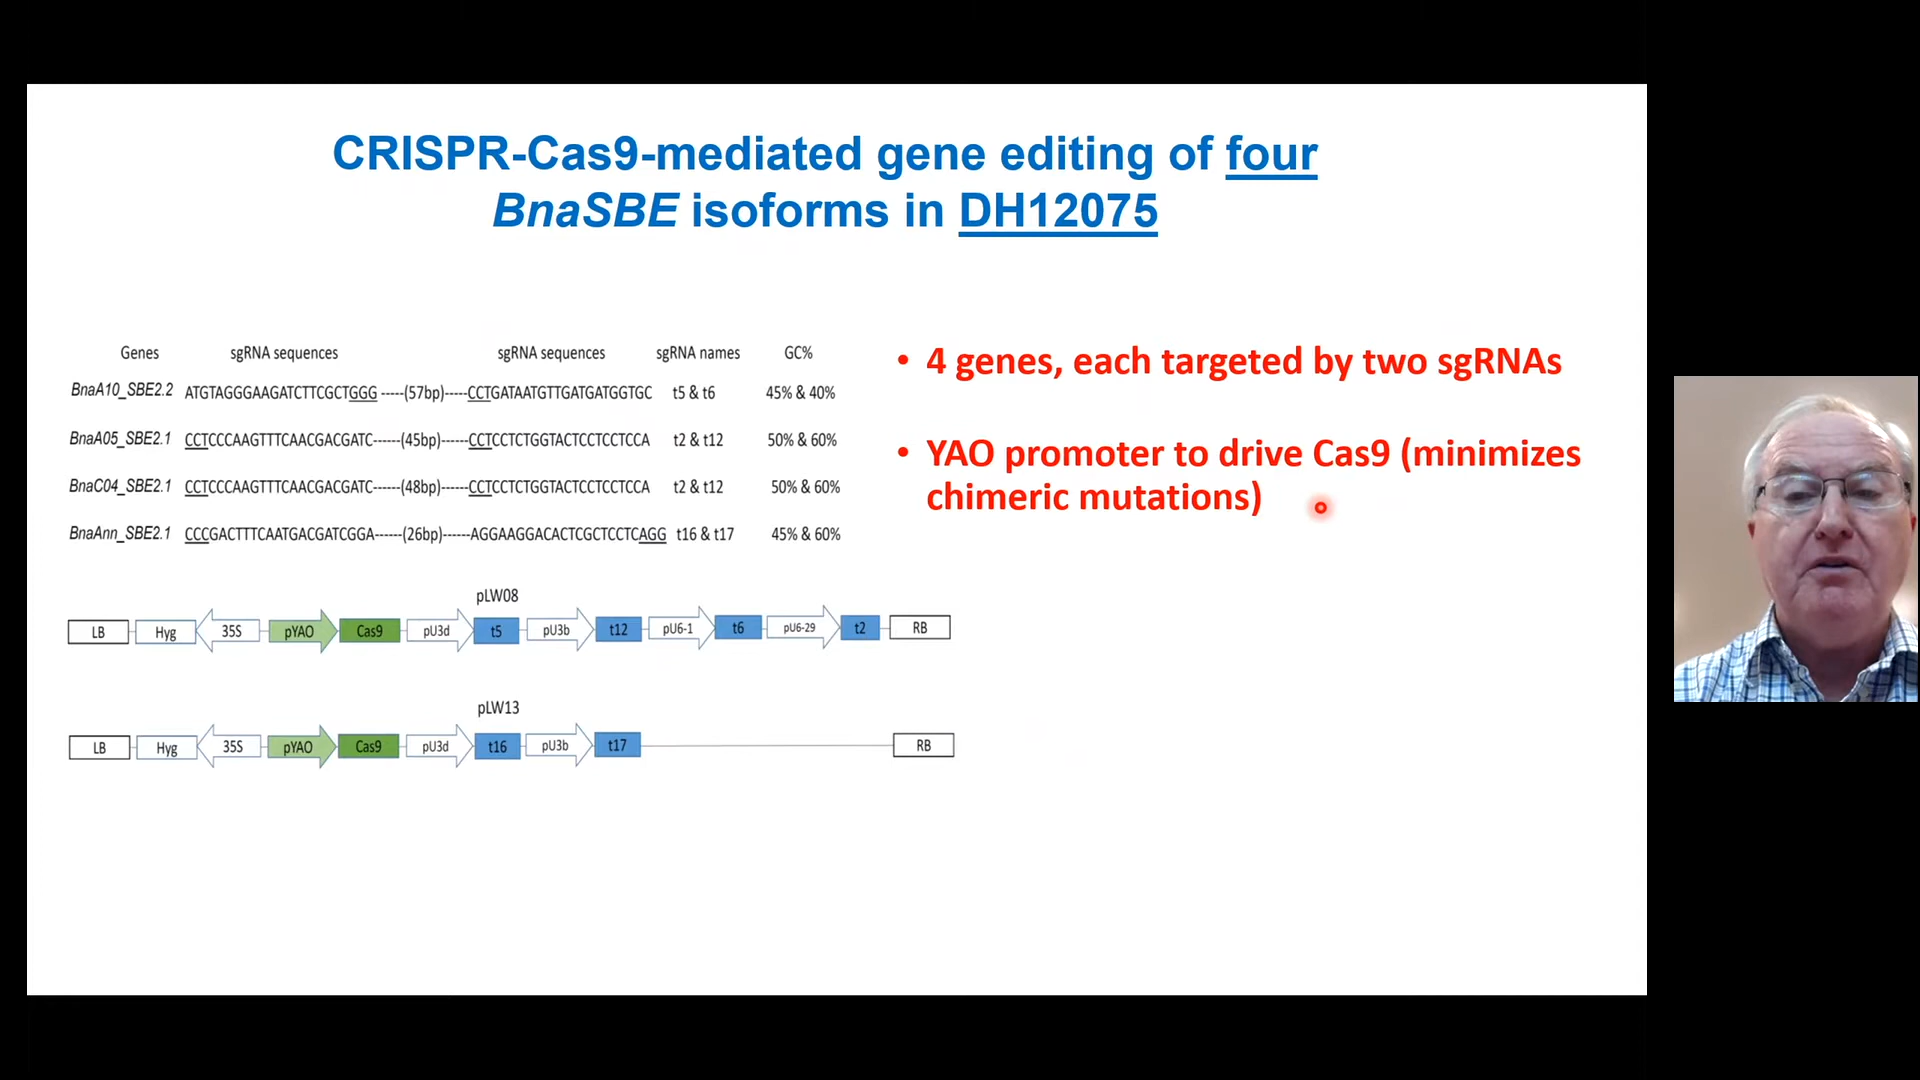 CRISPR-Cas9-mediated gene editing of four
BnaSBE isoforms in DH12075
Genes sgRNA sequences sgRNA sequences sgRNA names GC%
BnaA10_SBE2.2 ATGTAGGGAAGATCTTCGCTGGG -----(57bp)-----CCTGATAATGTTGATGATGGTGC t5 & t6 45% & 40%
BnaA05_SBE2.1 CCTCCCAAGTTTCAACGACGATC------(45bp)------CCTCCTCTGGTACTCCTCCTCCA t2 & t12 50% & 60%
BnaC04_SBE2.1 CCTCCCAAGTTTCAACGACGATC------(48bp)------CCTCCTCTGGTACTCCTCCTCCA t2 & t12 50% & 60%
BnaAnn_SBE2.1 CCCGACTTTCAATGACGATCGGA------(26bp)------AGGAAGGACACTCGCTCCTCAGG t16 & t17 45% & 60%
pLW08
LB Hyg 35S pYAO Cas9 pU3d t5 pU3b t12 pU6-1 t6 pU6-29 t2 RB
pLW13
LB Hyg 35S pYAO Cas9 pU3d t16 pU3b t17 RB
• 4 genes, each targeted by two sgRNAs
• YAO promoter to drive Cas9 (minimizes
chimeric mutations)